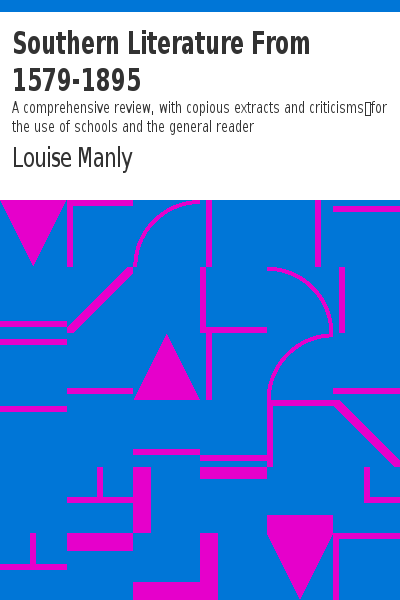 Southern Literature From
1579-1895
A comprehensive review, with copious extracts and criticisms▯for
the use of schools and the general reader
Louise Manly